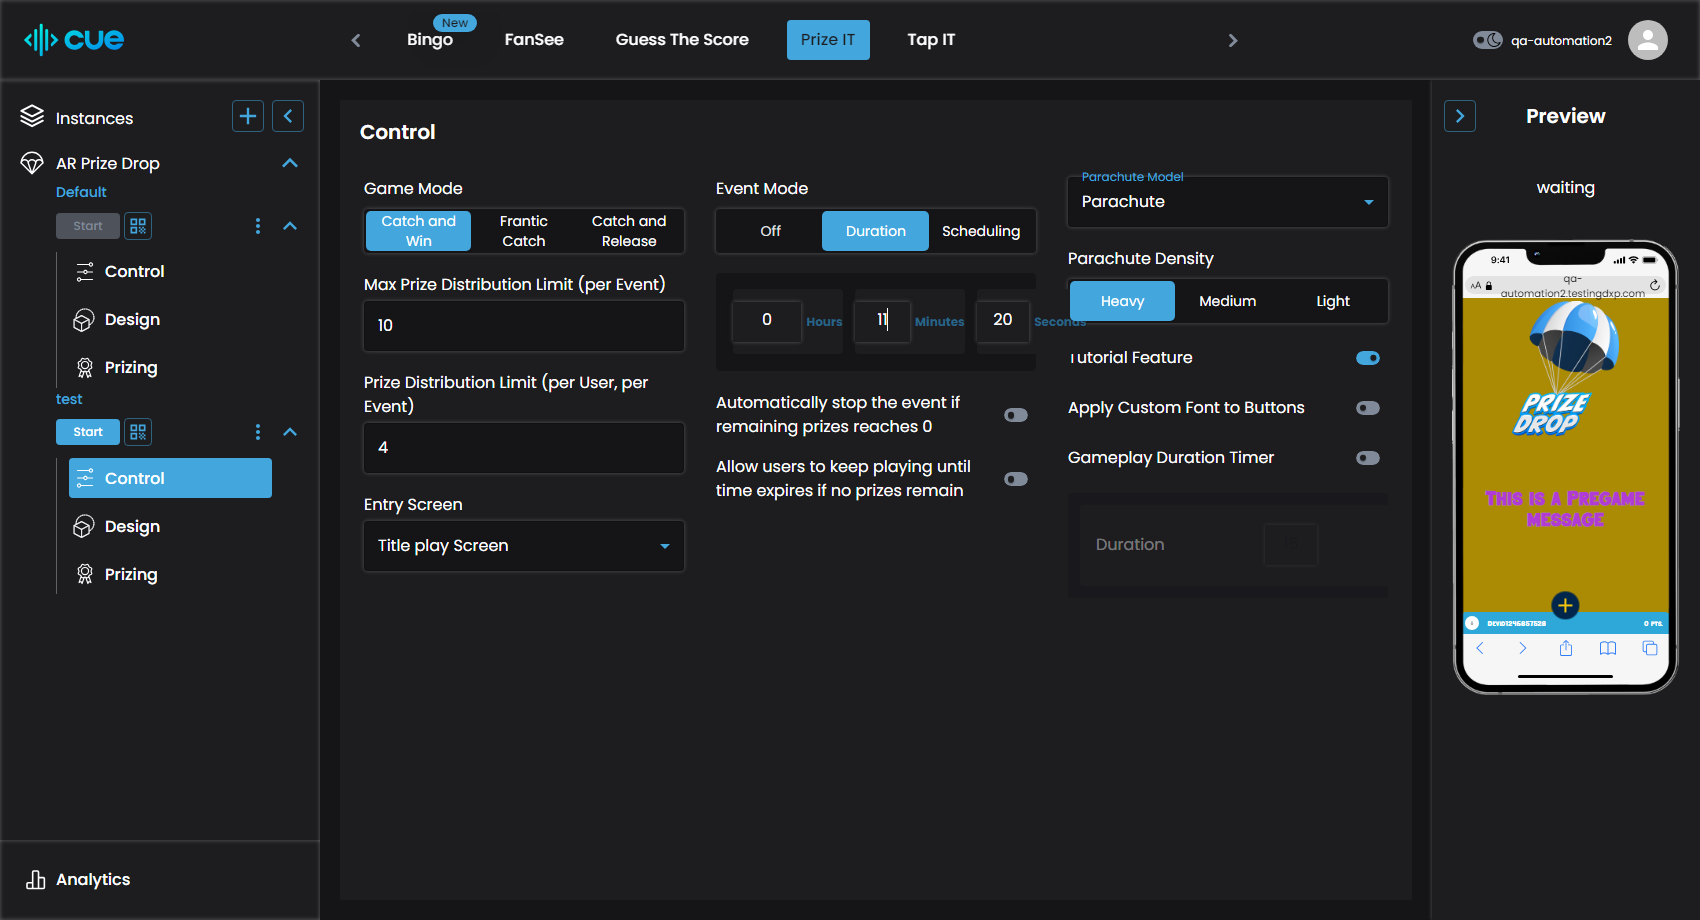 cue
New
Bingo
FanSee
Guess The Score
Prize IT
Tap IT
qa-automation2
Instances
AR Prize Drop
Default
Start
Control
Design
Prizing
test
Start
Control
Design
Prizing
Analytics
Control
Game Mode
Catch and
Win
Frantic
Catch
Catch and
Release
Max Prize Distribution Limit (per Event)
10
Prize Distribution Limit (per User, per
Event)
4
Entry Screen
Title play Screen
Event Mode
Off
Duration
Scheduling
0
Hours
11
Minutes
20
Seconds
Automatically stop the event if
remaining prizes reaches 0
Allow users to keep playing until
time expires if no prizes remain
Parachute Model
Parachute
Parachute Density
Heavy
Medium
Light
Tutorial Feature
Apply Custom Font to Buttons
Gameplay Duration Timer
Duration
Preview
waiting
9:41
AA
qa-
automation2.testingdxp.com
PRIZE
DROP
THIS IS A PREGAME
MESSAGE
0 PTS.